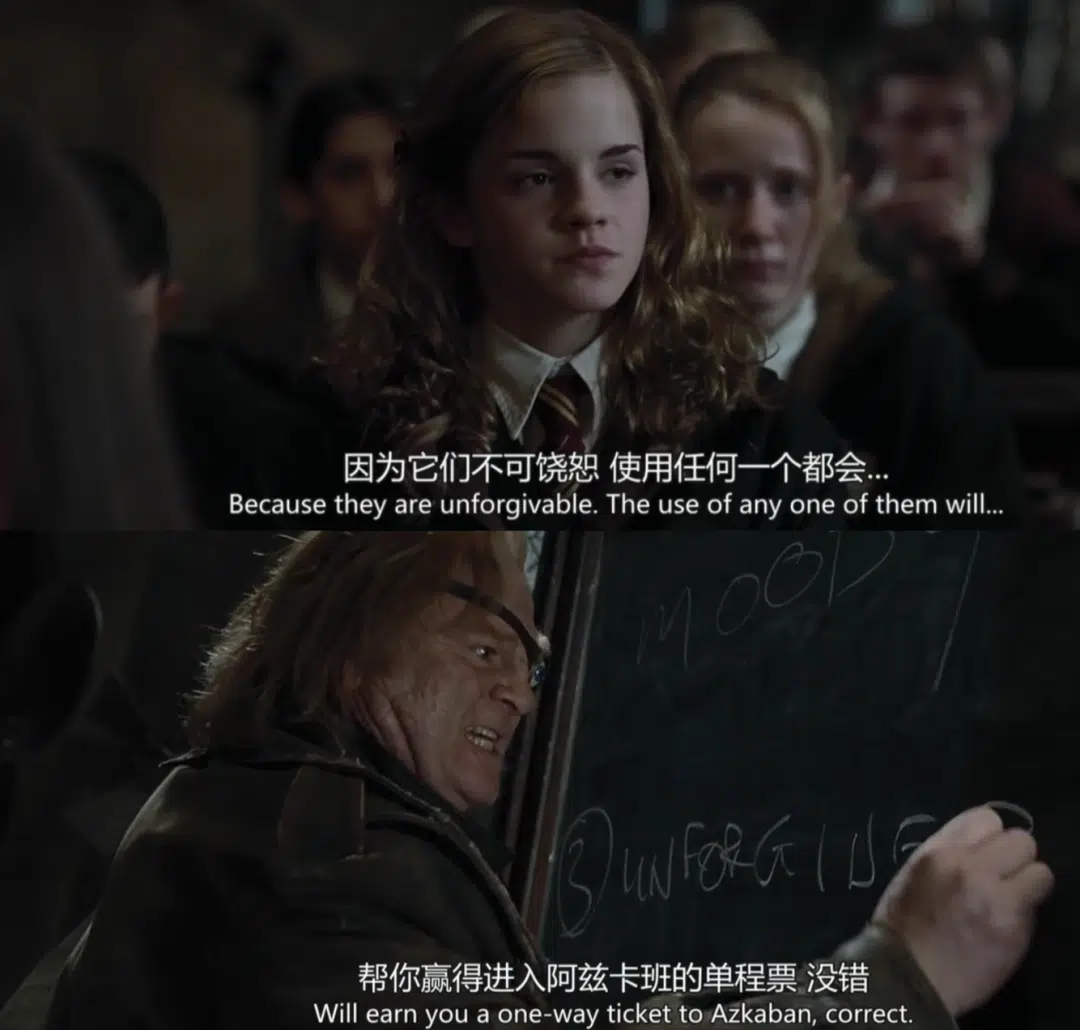 因为它们不可饶恕 使用任何一个都会...
Because they are unforgivable. The use of any one of them will...
MOODY
③ UNFORGIVE
帮你赢得进入阿兹卡班的单程票 没错
Will earn you a one-way ticket to Azkaban, correct.